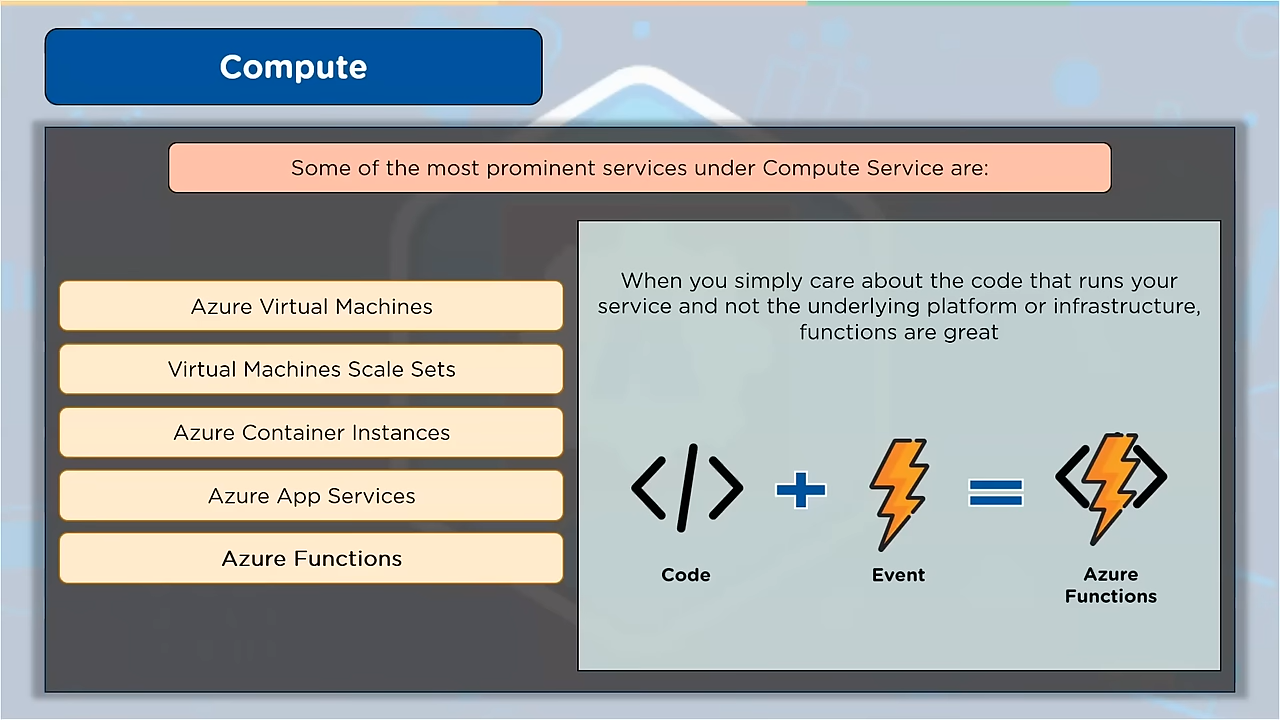 Compute
Some of the most prominent services under Compute Service are:
Azure Virtual Machines
Virtual Machines Scale Sets
Azure Container Instances
Azure App Services
Azure Functions
When you simply care about the code that runs your
service and not the underlying platform or infrastructure,
functions are great
Code
Event
Azure
Functions